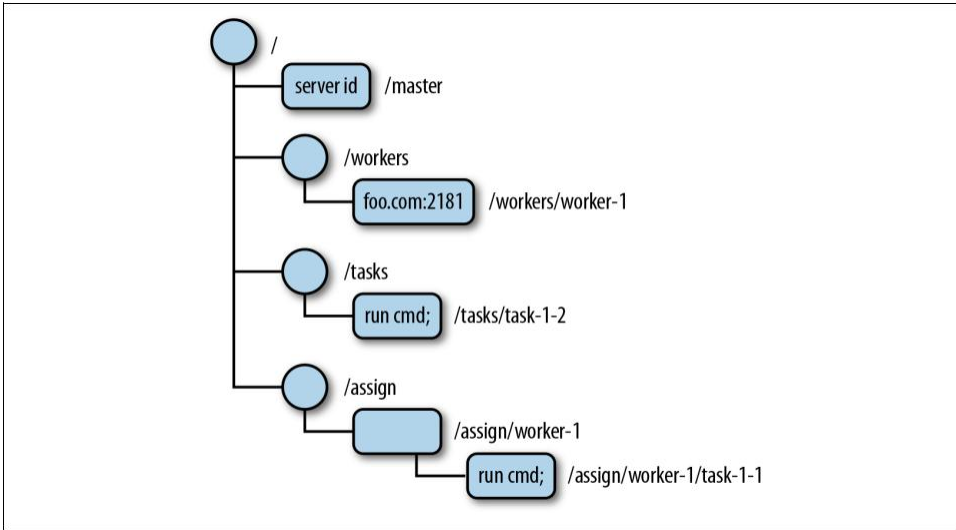 /
server id /master
/workers
foo.com:2181 /workers/worker-1
/tasks
run cmd; /tasks/task-1-2
/assign
/assign/worker-1
run cmd; /assign/worker-1/task-1-1